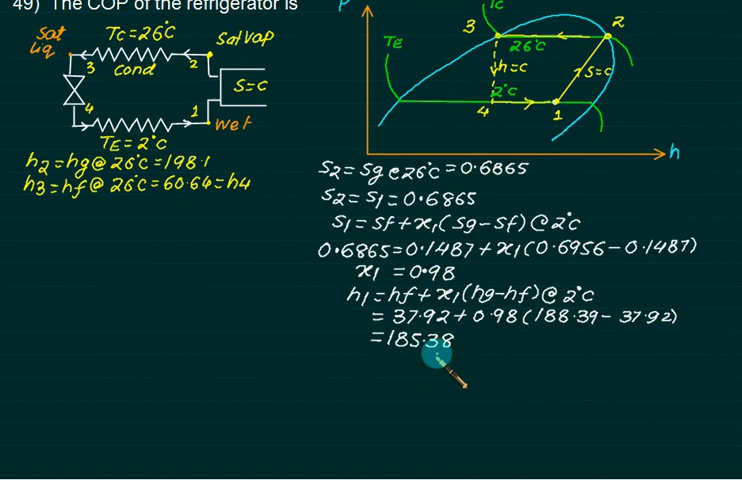 49) The COP of the refrigerator is
TC=26°C
Sat liq
Sat vap
3
cond
2
S=C
4
1
wet
TE=2°C
h2=hg@26°C=198.1
h3=hf@26°C=60.64=h4
P
TC
3
2
TE
26°C
h=c
S=C
2°C
4
1
h
S2=Sg@26°C=0.6865
S2=S1=0.6865
S1=Sf+x1(Sg-Sf)@2°C
0.6865=0.1487+x1(0.6956-0.1487)
x1=0.98
h1=hf+x1(hg-hf)@2°C
=37.92+0.98(188.39-37.92)
=185.38